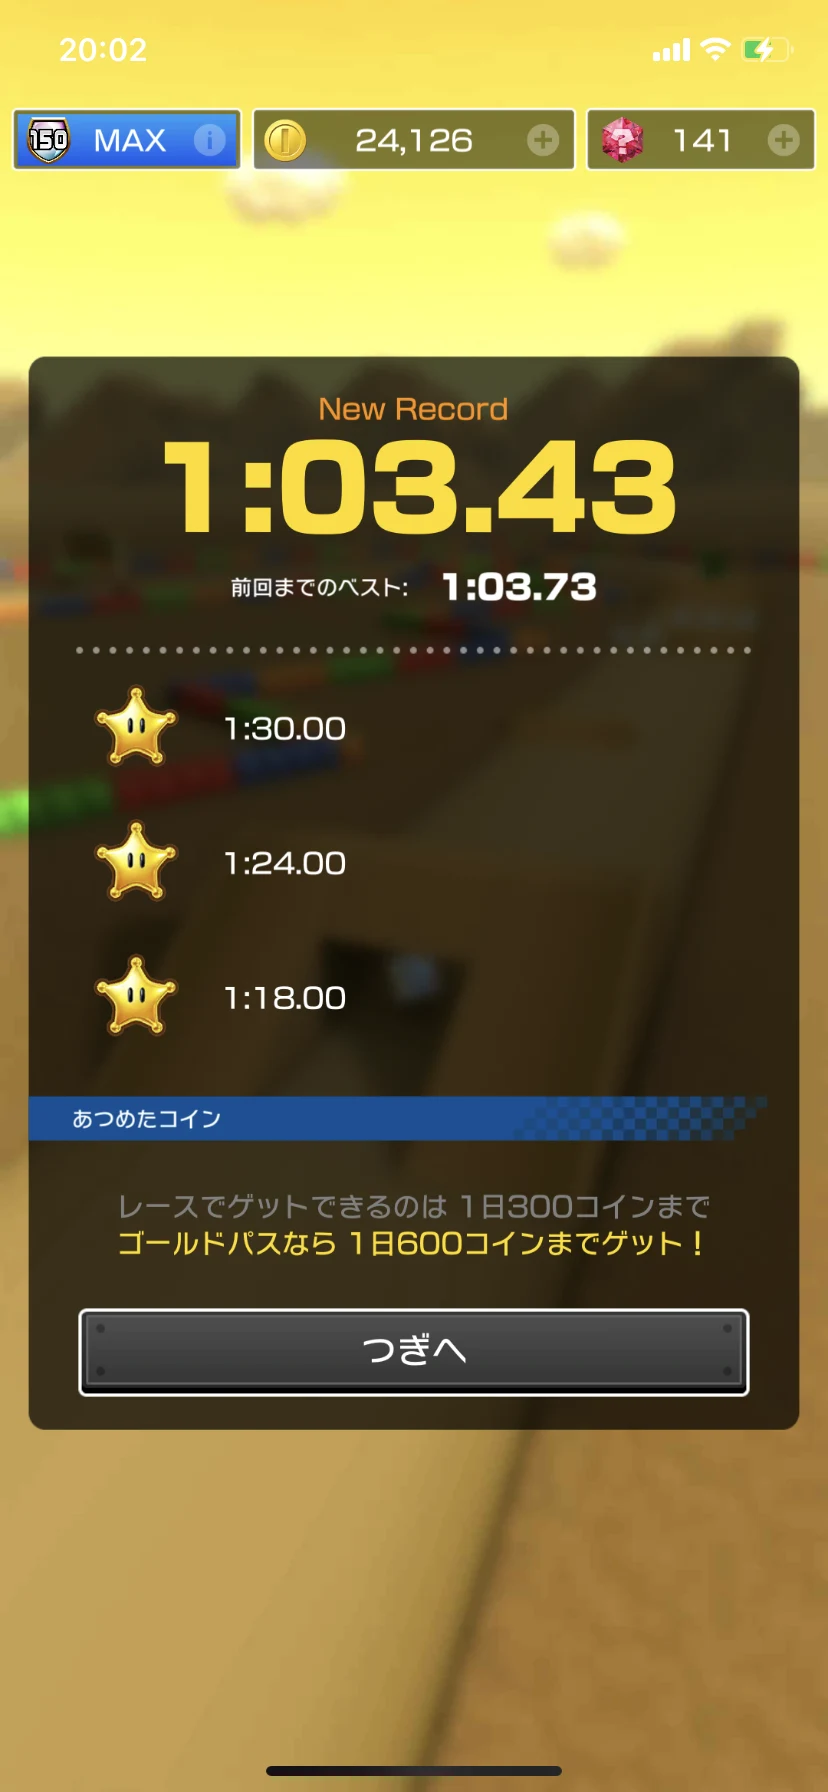 20:02
150 MAX i 24,126 + ? 141 +
New Record
1:03.43
前回までのベスト: 1:03.73
1:30.00
1:24.00
1:18.00
あつめたコイン
レースでゲットできるのは 1日300コインまで
ゴールドパスなら 1日600コインまでゲット!
つぎへ